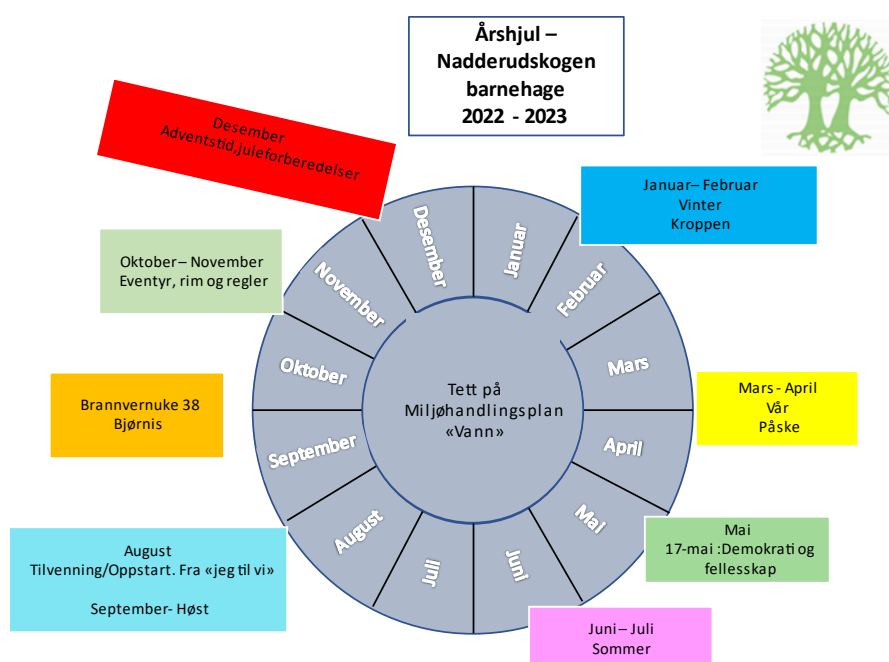 Årshjul –
Nadderudskogen
barnehage
2022 - 2023
Desember
Adventstid,juleforberedelser
Januar– Februar
Vinter
Kroppen
Oktober– November
Eventyr, rim og regler
Brannvernuke 38
Bjørnis
Mars - April
Vår
Påske
August
Tilvenning/Oppstart. Fra «jeg til vi»
September- Høst
Mai
17-mai :Demokrati og
fellesskap
Juni– Juli
Sommer
Januar
Februar
Mars
April
Mai
Juni
Juli
August
September
Oktober
November
Desember
Tett på
Miljøhandlingsplan
«Vann»